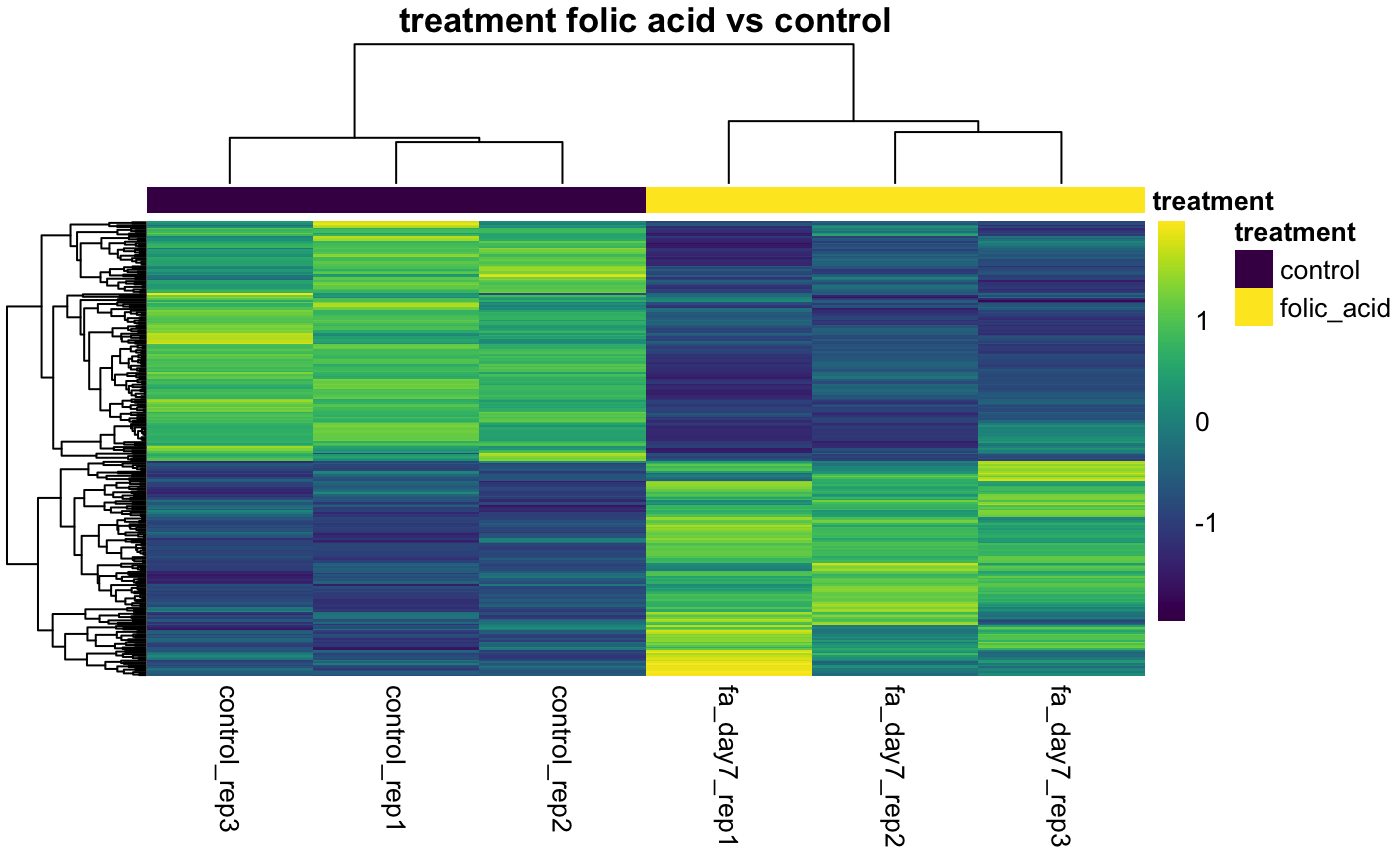 treatment folic acid vs control
treatment
treatment
control
folic_acid
1
0
-1
control_rep3
control_rep1
control_rep2
fa_day7_rep1
fa_day7_rep2
fa_day7_rep3